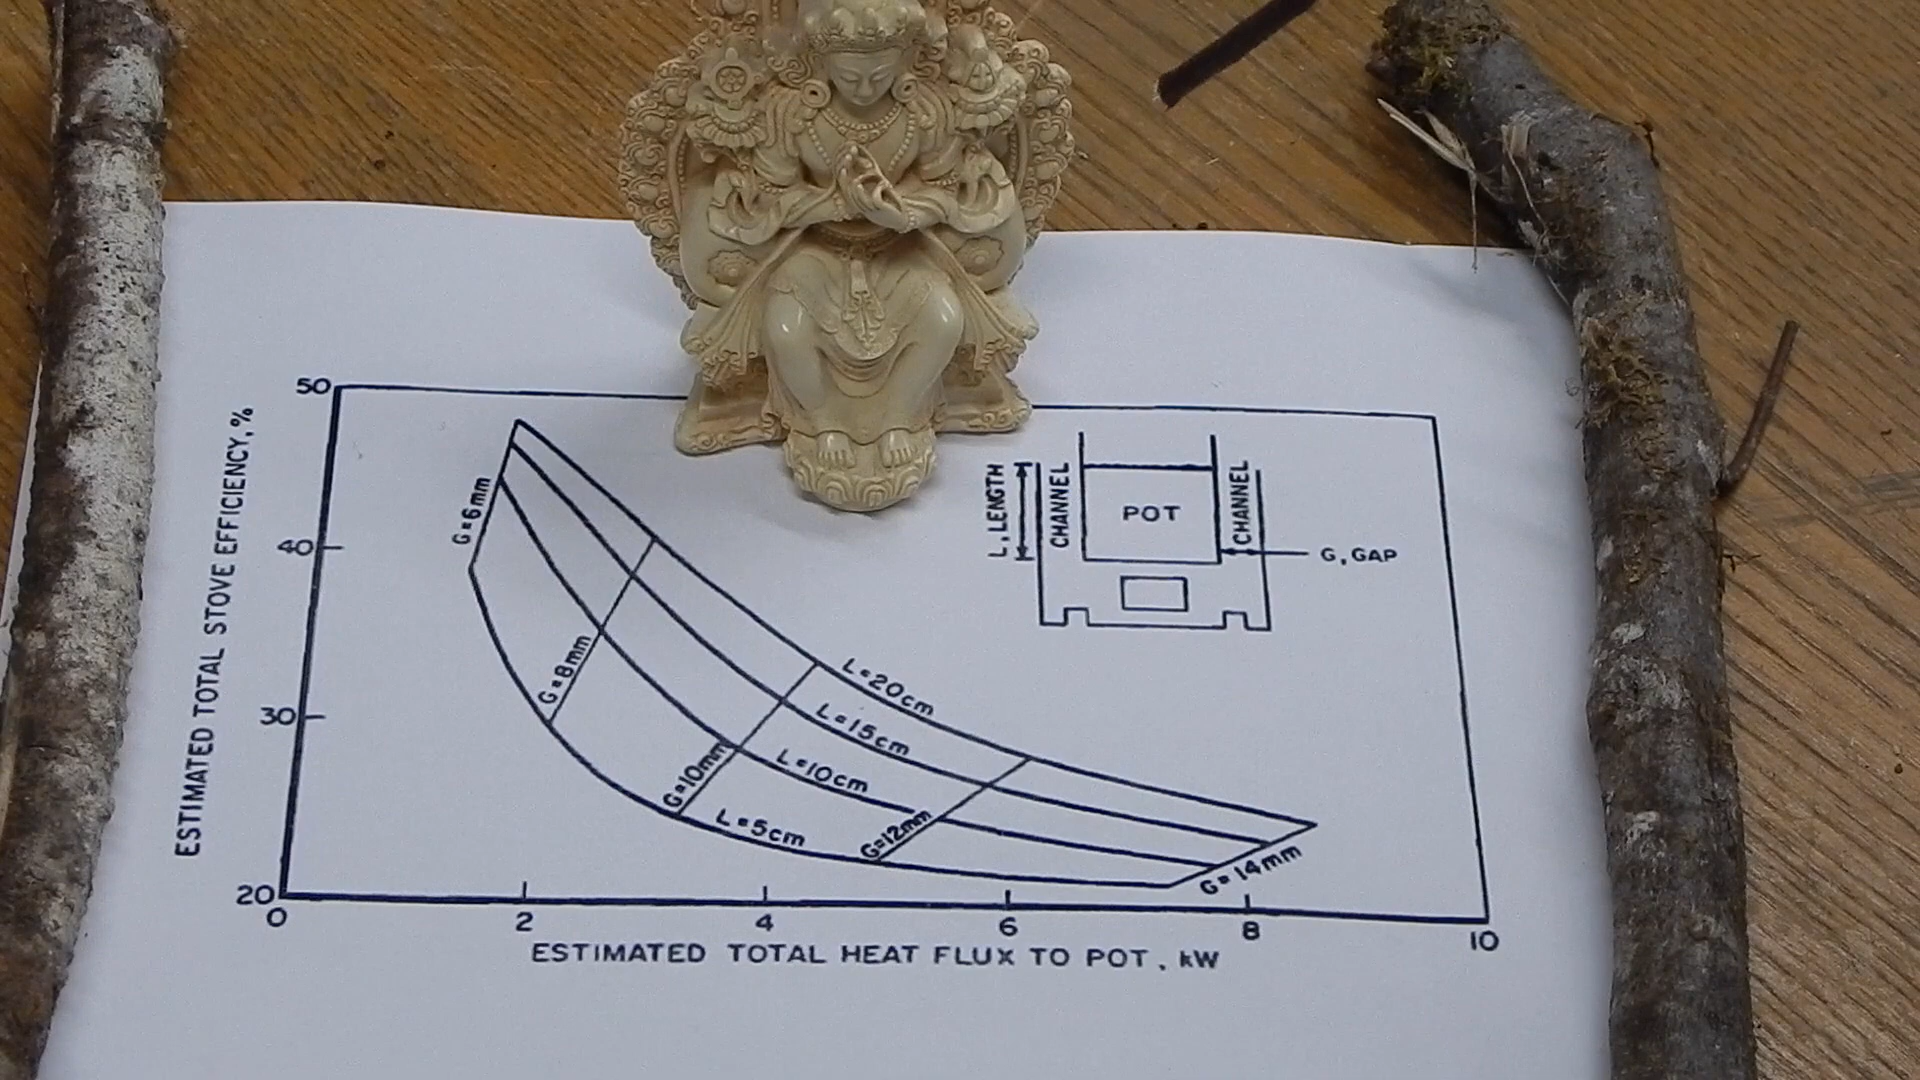 50
40
30
20
ESTIMATED TOTAL STOVE EFFICIENCY, %
0
2
4
6
8
10
ESTIMATED TOTAL HEAT FLUX TO POT, kW
G=6mm
G=8mm
G=10mm
G=12mm
G=14mm
L=20cm
L=15cm
L=10cm
L=5cm
L, LENGTH
CHANNEL
POT
CHANNEL
G, GAP